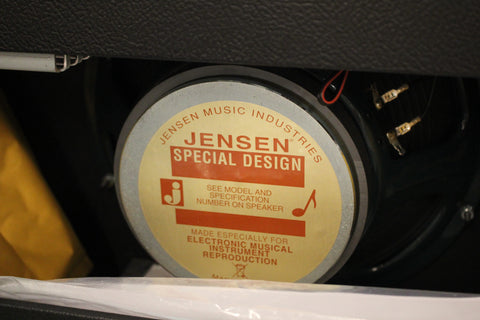 JENSEN MUSIC INDUSTRIES
JENSEN
SPECIAL DESIGN
j
SEE MODEL AND
SPECIFICATION
NUMBER ON SPEAKER
MADE ESPECIALLY FOR
ELECTRONIC MUSICAL
INSTRUMENT
REPRODUCTION